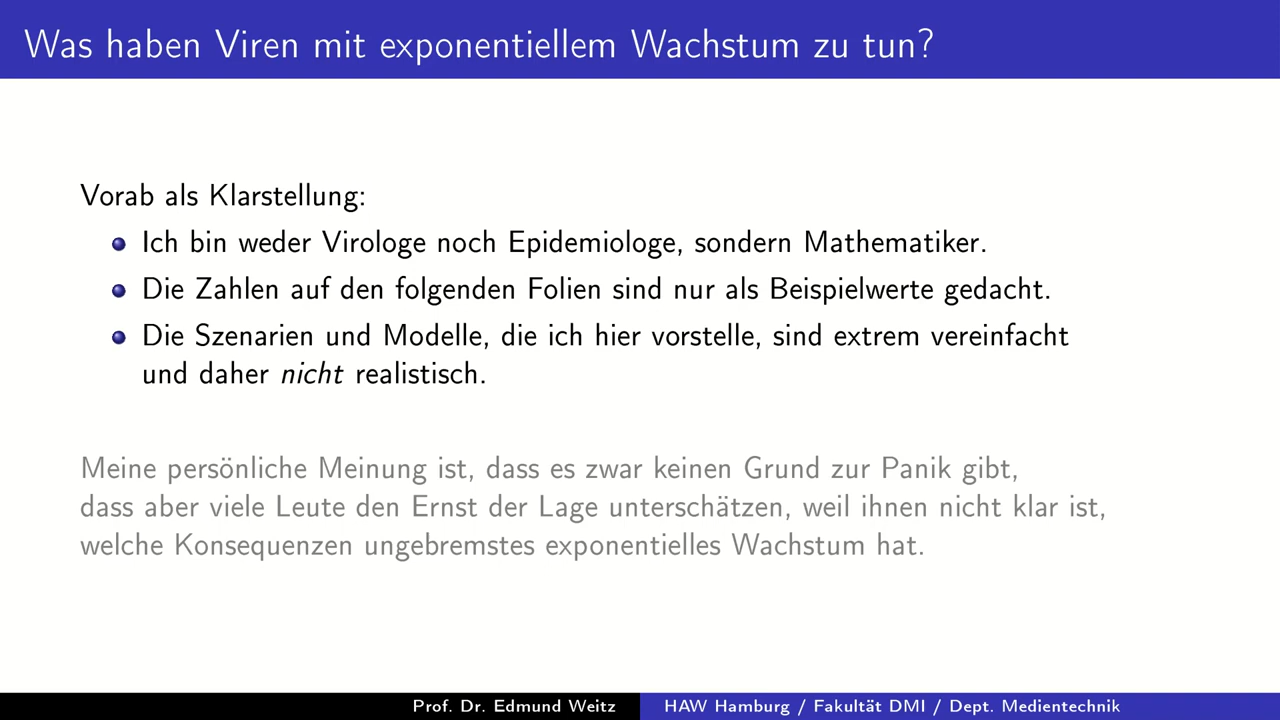 Was haben Viren mit exponentiellem Wachstum zu tun?
Vorab als Klarstellung:
Ich bin weder Virologe noch Epidemiologe, sondern Mathematiker.
Die Zahlen auf den folgenden Folien sind nur als Beispielwerte gedacht.
Die Szenarien und Modelle, die ich hier vorstelle, sind extrem vereinfacht
und daher nicht realistisch.
Meine persönliche Meinung ist, dass es zwar keinen Grund zur Panik gibt,
dass aber viele Leute den Ernst der Lage unterschätzen, weil ihnen nicht klar ist,
welche Konsequenzen ungebremstes exponentielles Wachstum hat.
Prof. Dr. Edmund Weitz
HAW Hamburg / Fakultät DMI / Dept. Medientechnik